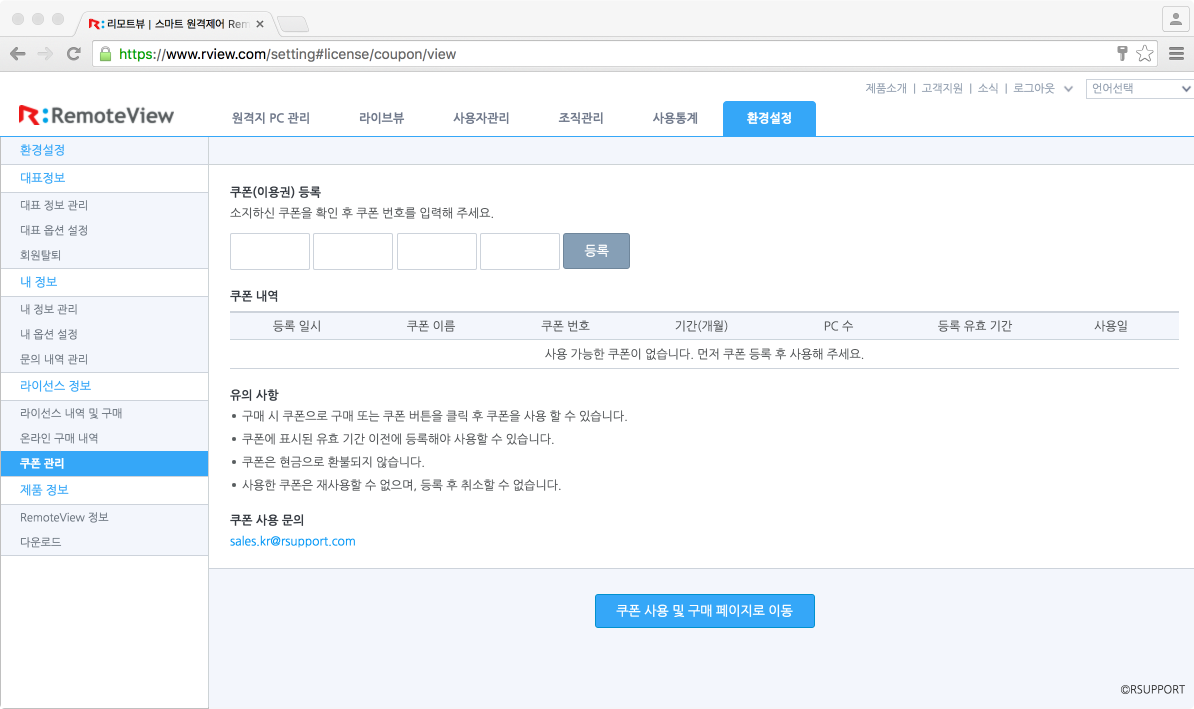 R: 리모트뷰 | 스마트 원격제어 Rem
https://www.rview.com/setting#license/coupon/view
제품소개 | 고객지원 | 소식 | 로그아웃 언어선택
R:RemoteView 원격지 PC 관리 라이브뷰 사용자관리 조직관리 사용통계 환경설정
환경설정
대표정보
대표 정보 관리
대표 옵션 설정
회원탈퇴
내 정보
내 정보 관리
내 옵션 설정
문의 내역 관리
라이선스 정보
라이선스 내역 및 구매
온라인 구매 내역
쿠폰 관리
제품 정보
RemoteView 정보
다운로드
쿠폰(이용권) 등록
소지하신 쿠폰을 확인 후 쿠폰 번호를 입력해 주세요.
등록
쿠폰 내역
등록 일시 쿠폰 이름 쿠폰 번호 기간(개월) PC 수 등록 유효 기간 사용일
사용 가능한 쿠폰이 없습니다. 먼저 쿠폰 등록 후 사용해 주세요.
유의 사항
• 구매 시 쿠폰으로 구매 또는 쿠폰 버튼을 클릭 후 쿠폰을 사용 할 수 있습니다.
• 쿠폰에 표시된 유효 기간 이전에 등록해야 사용할 수 있습니다.
• 쿠폰은 현금으로 환불되지 않습니다.
• 사용한 쿠폰은 재사용할 수 없으며, 등록 후 취소할 수 없습니다.
쿠폰 사용 문의
sales.kr@rsupport.com
쿠폰 사용 및 구매 페이지로 이동
©RSUPPORT